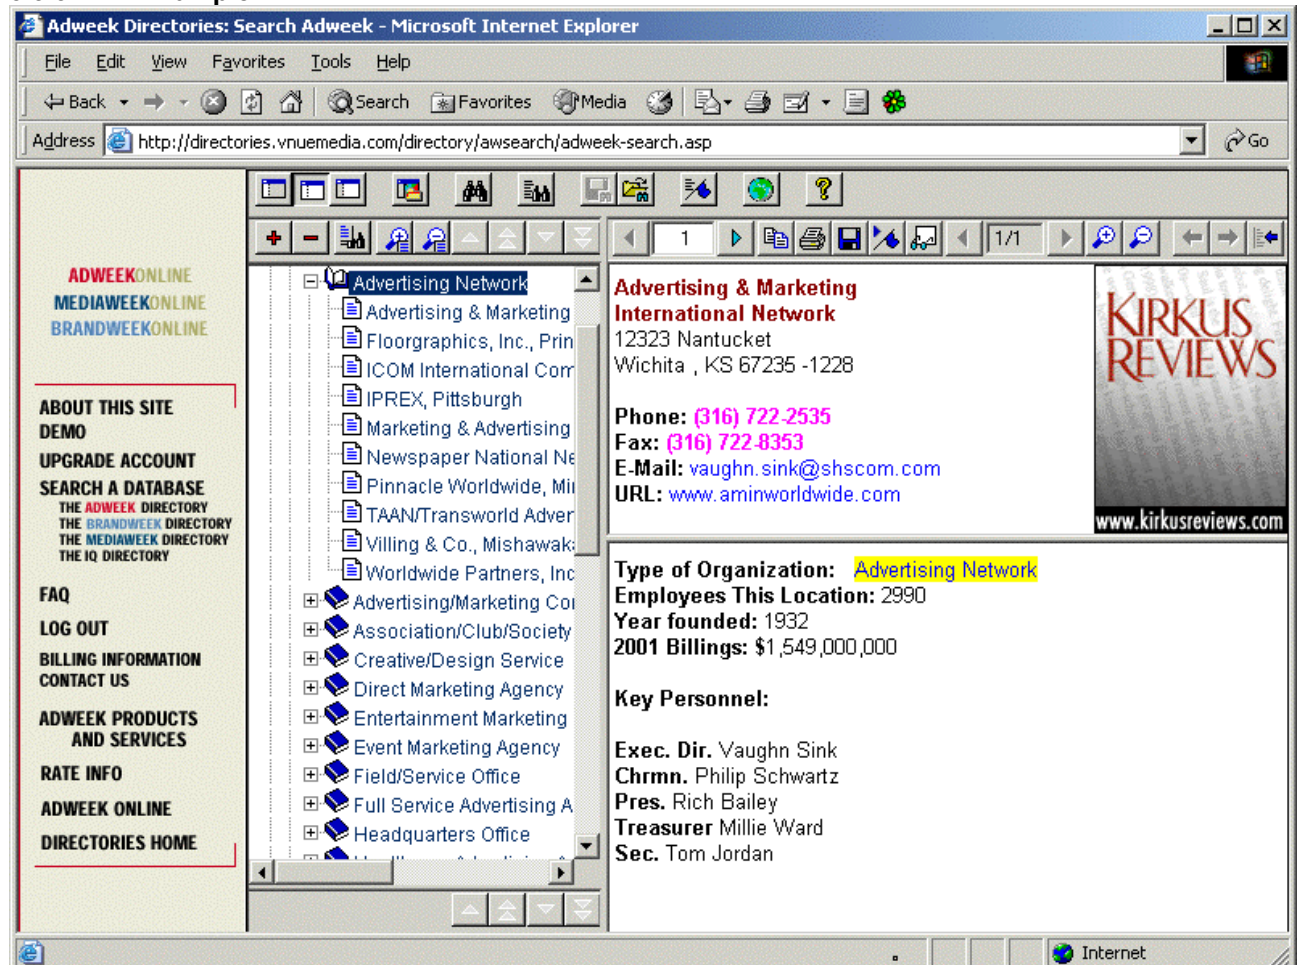 Adweek Directories: Search Adweek - Microsoft Internet Explorer
File Edit View Favorites Tools Help
Back Search Favorites Media
Address http://directories.vnuemedia.com/directory/awsearch/adweek-search.asp Go
ADWEEKONLINE
MEDIAWEEKONLINE
BRANDWEEKONLINE
ABOUT THIS SITE
DEMO
UPGRADE ACCOUNT
SEARCH A DATABASE
THE ADWEEK DIRECTORY
THE BRANDWEEK DIRECTORY
THE MEDIAWEEK DIRECTORY
THE IQ DIRECTORY
FAQ
LOG OUT
BILLING INFORMATION
CONTACT US
ADWEEK PRODUCTS
AND SERVICES
RATE INFO
ADWEEK ONLINE
DIRECTORIES HOME
Advertising Network
Advertising & Marketing
Floorgraphics, Inc., Prin
ICOM International Com
IPREX, Pittsburgh
Marketing & Advertising
Newspaper National Ne
Pinnacle Worldwide, Min
TAAN/Transworld Adver
Villing & Co., Mishawaka
Worldwide Partners, Inc
Advertising/Marketing Con
Association/Club/Society
Creative/Design Service
Direct Marketing Agency
Entertainment Marketing
Event Marketing Agency
Field/Service Office
Full Service Advertising A
Headquarters Office
1 1/1
Advertising & Marketing
International Network
12323 Nantucket
Wichita , KS 67235 -1228
Phone: (316) 722-2535
Fax: (316) 722-8353
E-Mail: vaughn.sink@shscom.com
URL: www.aminworldwide.com
KIRKUS
REVIEWS
www.kirkusreviews.com
Type of Organization: Advertising Network
Employees This Location: 2990
Year founded: 1932
2001 Billings: $1,549,000,000
Key Personnel:
Exec. Dir. Vaughn Sink
Chrmn. Philip Schwartz
Pres. Rich Bailey
Treasurer Millie Ward
Sec. Tom Jordan
Internet